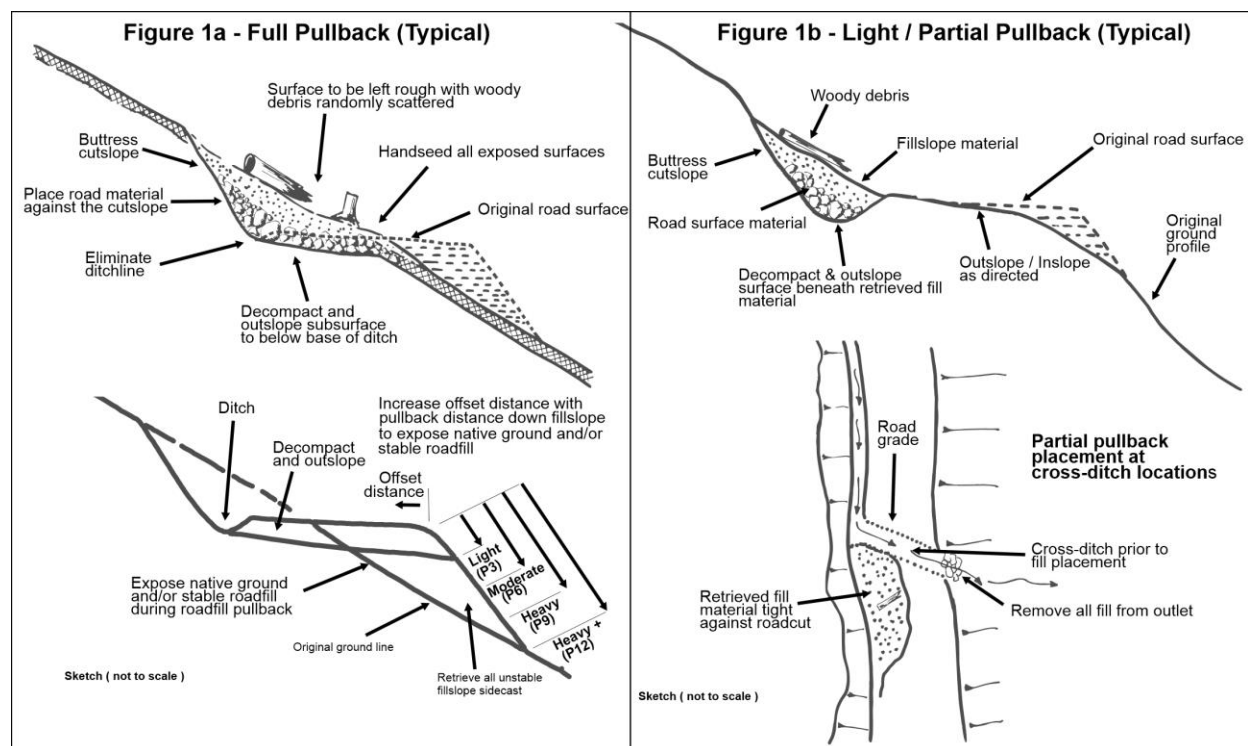 Figure 1a - Full Pullback (Typical)
Surface to be left rough with woody
debris randomly scattered
Buttress
cutslope
Handseed all exposed surfaces
Place road material
against the cutslope
Original road surface
Eliminate
ditchline
Decompact and
outslope subsurface
to below base of ditch
Ditch
Increase offset distance with
pullback distance down fillslope
to expose native ground and/or
stable roadfill
Decompact
and outslope
Offset
distance
Light
(P3)
Moderate
(P6)
Heavy
(P9)
Heavy +
(P12)
Expose native ground
and/or stable roadfill
during roadfill pullback
Original ground line
Retrieve all unstable
fillslope sidecast
Sketch ( not to scale )
Figure 1b - Light / Partial Pullback (Typical)
Woody debris
Original road surface
Fillslope material
Buttress
cutslope
Road surface material
Original
ground
profile
Outslope / Inslope
as directed
Decompact & outslope
surface beneath retrieved fill
material
Road
grade
Partial pullback
placement at
cross-ditch locations
Cross-ditch prior to
fill placement
Retrieved fill
material tight
against roadcut
Remove all fill from outlet
Sketch ( not to scale )